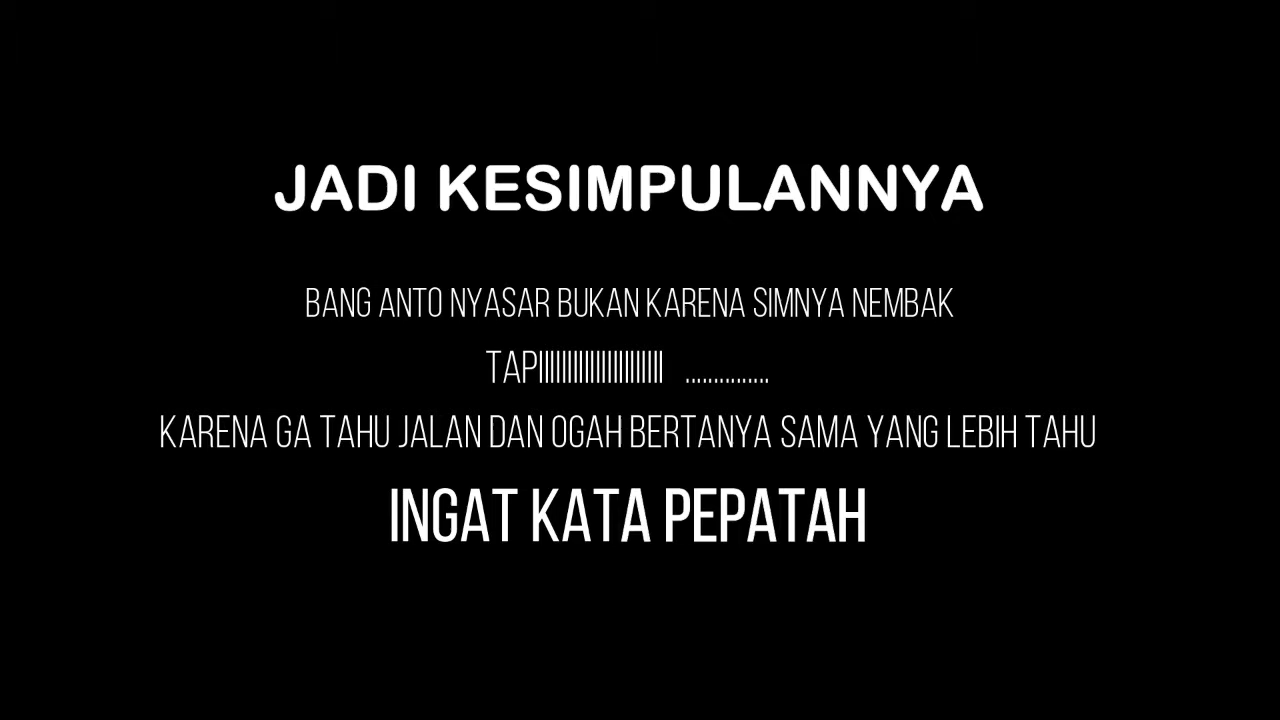 JADI KESIMPULANNYA
BANG ANTO NYASAR BUKAN KARENA SIMNYA NEMBAK
TAPIIIIIIIIIIIIIIIIIIIIII ...............
KARENA GA TAHU JALAN DAN OGAH BERTANYA SAMA YANG LEBIH TAHU
INGAT KATA PEPATAH